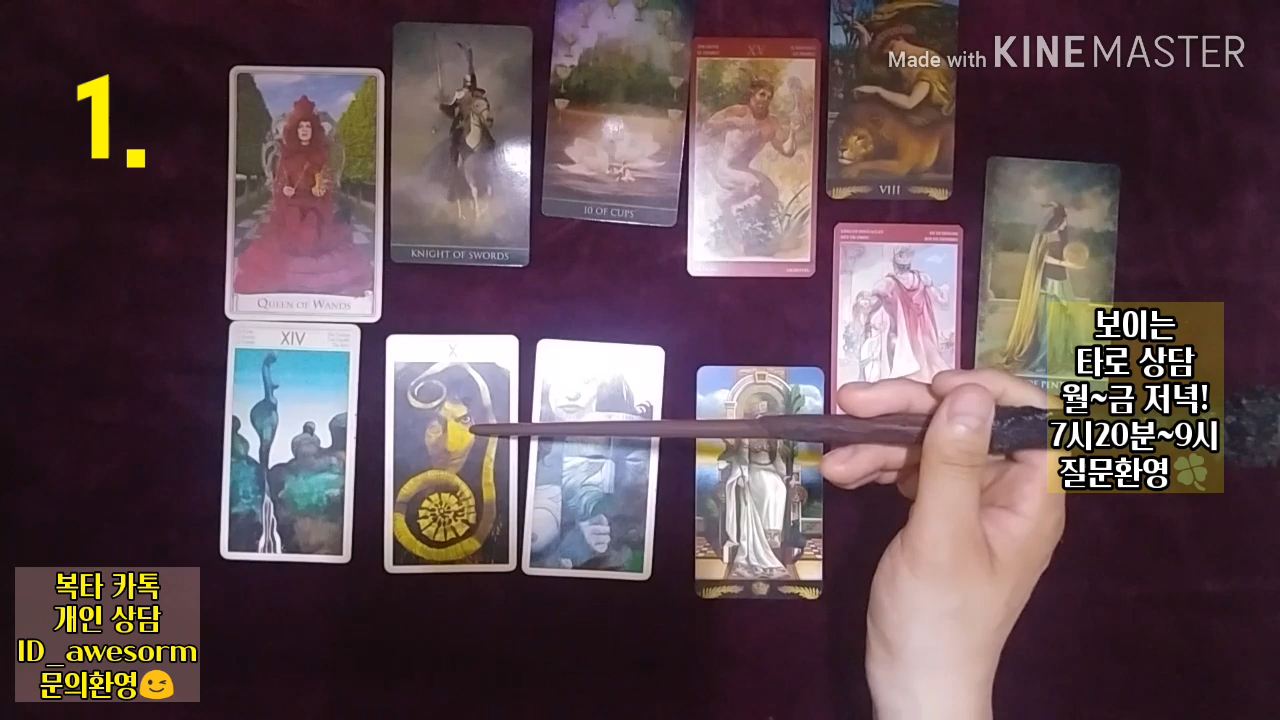 1.
Made with KINEMASTER
XV
VIII
10 OF CUPS
KNIGHT OF SWORDS
QUEEN OF WANDS
XIV
X
보이는
타로 상담
월~금 저녁!
7시20분~9시
질문환영🍀
복타 카톡
개인 상담
ID_awesorm
문의환영😉